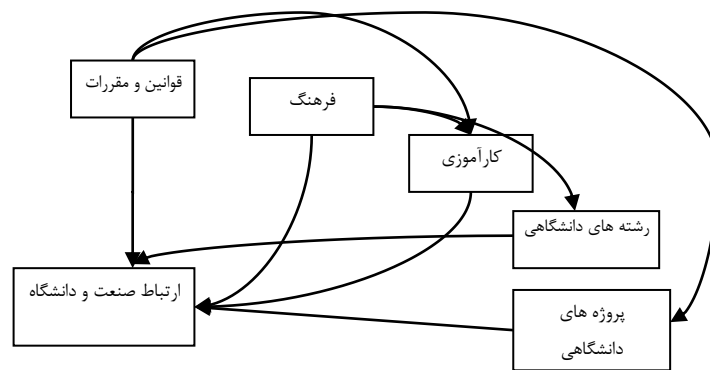 قوانین و مقررات
فرهنگ
کارآموزی
رشته های دانشگاهی
ارتباط صنعت و دانشگاه
پروژه های
دانشگاهی